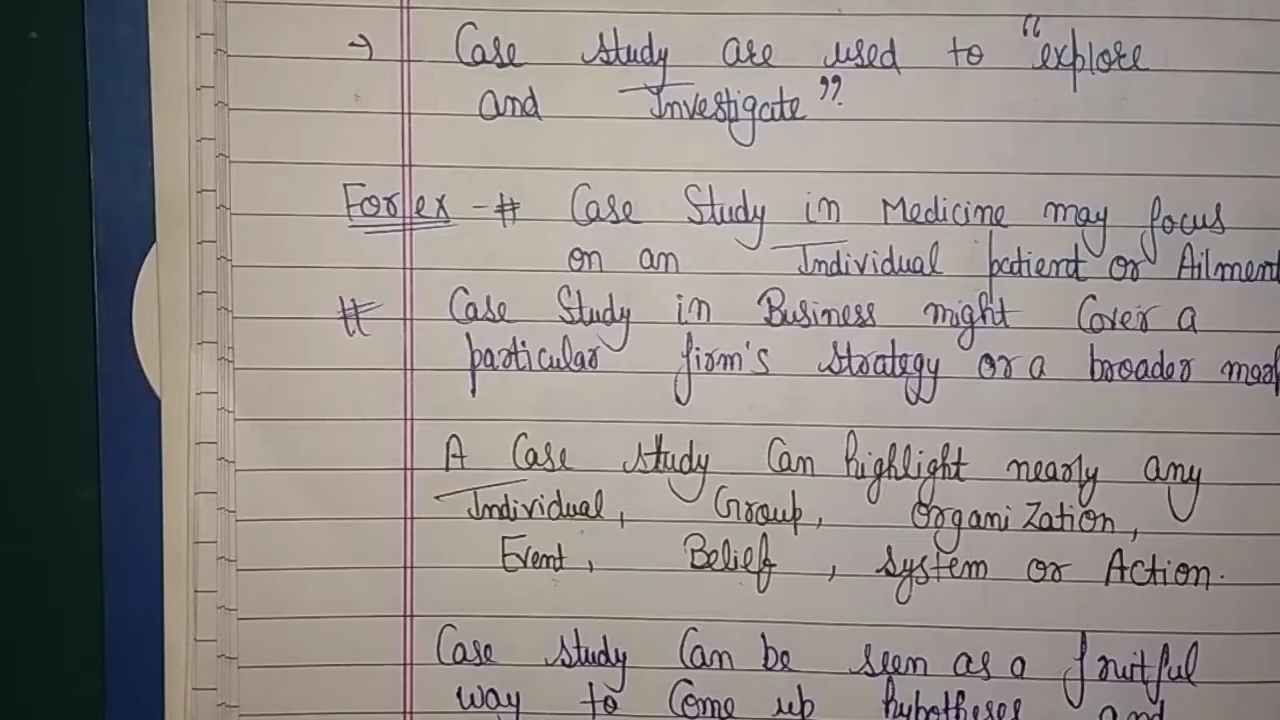 → Case study are used to "explore
and Investigate"
For ex - # Case Study in Medicine may focus
on an Individual patient or Ailment
# Case Study in Business might Cover a
particular firm's strategy or a broader
A Case study Can highlight nearly any
Individual, Group, OrganiZation,
Event, Belief, system or Action.
Case study Can be seen as a fruitful
way to Come up hypotheses and